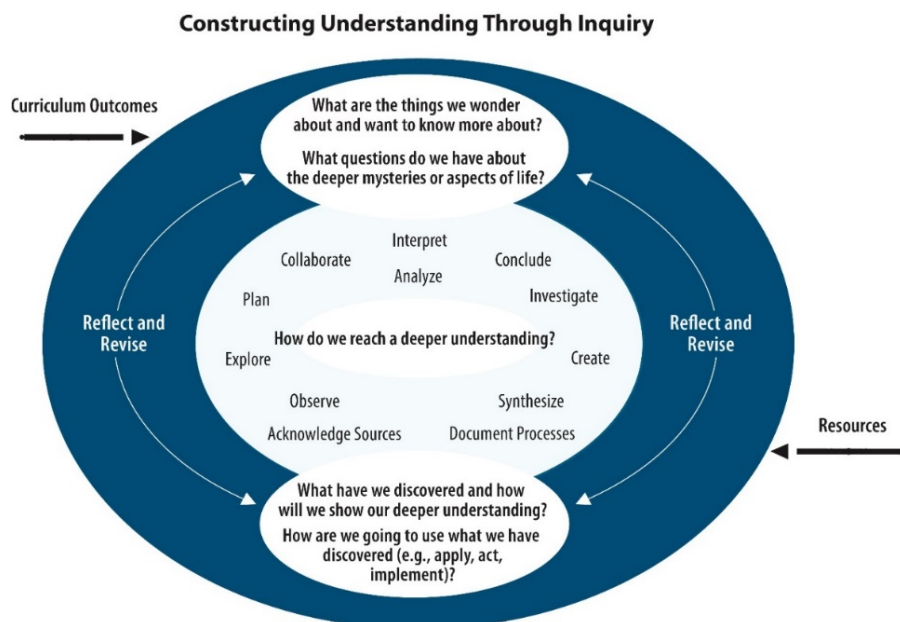 Constructing Understanding Through Inquiry
Curriculum Outcomes
What are the things we wonder
about and want to know more about?
What questions do we have about
the deeper mysteries or aspects of life?
Interpret
Collaborate
Conclude
Analyze
Plan
Investigate
Reflect and
Revise
How do we reach a deeper understanding?
Reflect and
Revise
Explore
Create
Observe
Synthesize
Acknowledge Sources
Document Processes
Resources
What have we discovered and how
will we show our deeper understanding?
How are we going to use what we have
discovered (e.g., apply, act,
implement)?